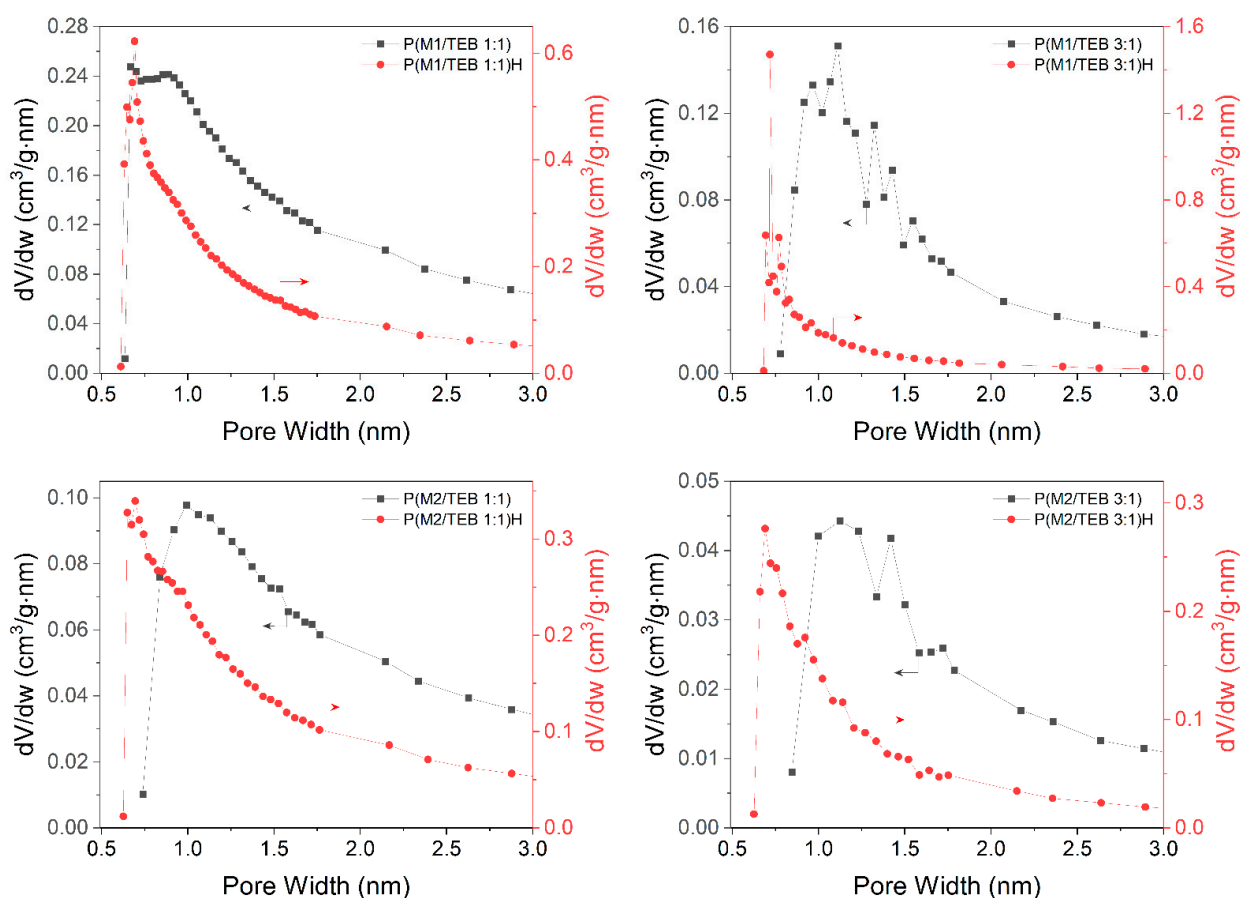 0.28
0.24
0.20
0.16
0.12
0.08
0.04
0.00
dV/dw (cm³/g·nm)
P(M1/TEB 1:1)
P(M1/TEB 1:1)H
0.6
0.4
0.2
0.0
dV/dw (cm³/g·nm)
0.5 1.0 1.5 2.0 2.5 3.0
Pore Width (nm)
0.16
0.12
0.08
0.04
0.00
dV/dw (cm³/g·nm)
P(M1/TEB 3:1)
P(M1/TEB 3:1)H
1.6
1.2
0.8
0.4
0.0
dV/dw (cm³/g·nm)
0.5 1.0 1.5 2.0 2.5 3.0
Pore Width (nm)
0.10
0.08
0.06
0.04
0.02
0.00
dV/dw (cm³/g·nm)
P(M2/TEB 1:1)
P(M2/TEB 1:1)H
0.3
0.2
0.1
0.0
dV/dw (cm³/g·nm)
0.5 1.0 1.5 2.0 2.5 3.0
Pore Width (nm)
0.05
0.04
0.03
0.02
0.01
0.00
dV/dw (cm³/g·nm)
P(M2/TEB 3:1)
P(M2/TEB 3:1)H
0.3
0.2
0.1
0.0
dV/dw (cm³/g·nm)
0.5 1.0 1.5 2.0 2.5 3.0
Pore Width (nm)